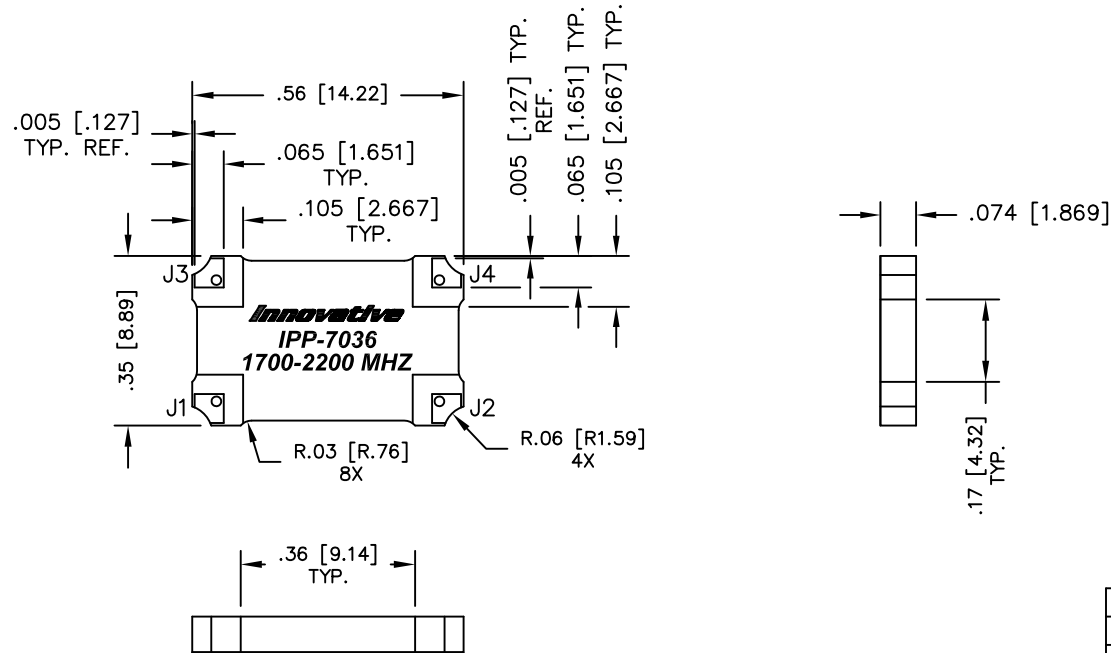 .56 [14.22]
.005 [.127]
TYP. REF.
.065 [1.651]
TYP.
.105 [2.667]
TYP.
.005 [.127] TYP.
REF.
.065 [1.651] TYP.
.105 [2.667] TYP.
.074 [1.869]
J3
J4
.35 [8.89]
Innovative
IPP-7036
1700-2200 MHZ
J1
J2
R.03 [R.76]
8X
R.06 [R1.59]
4X
.17 [4.32]
TYP.
.36 [9.14]
TYP.